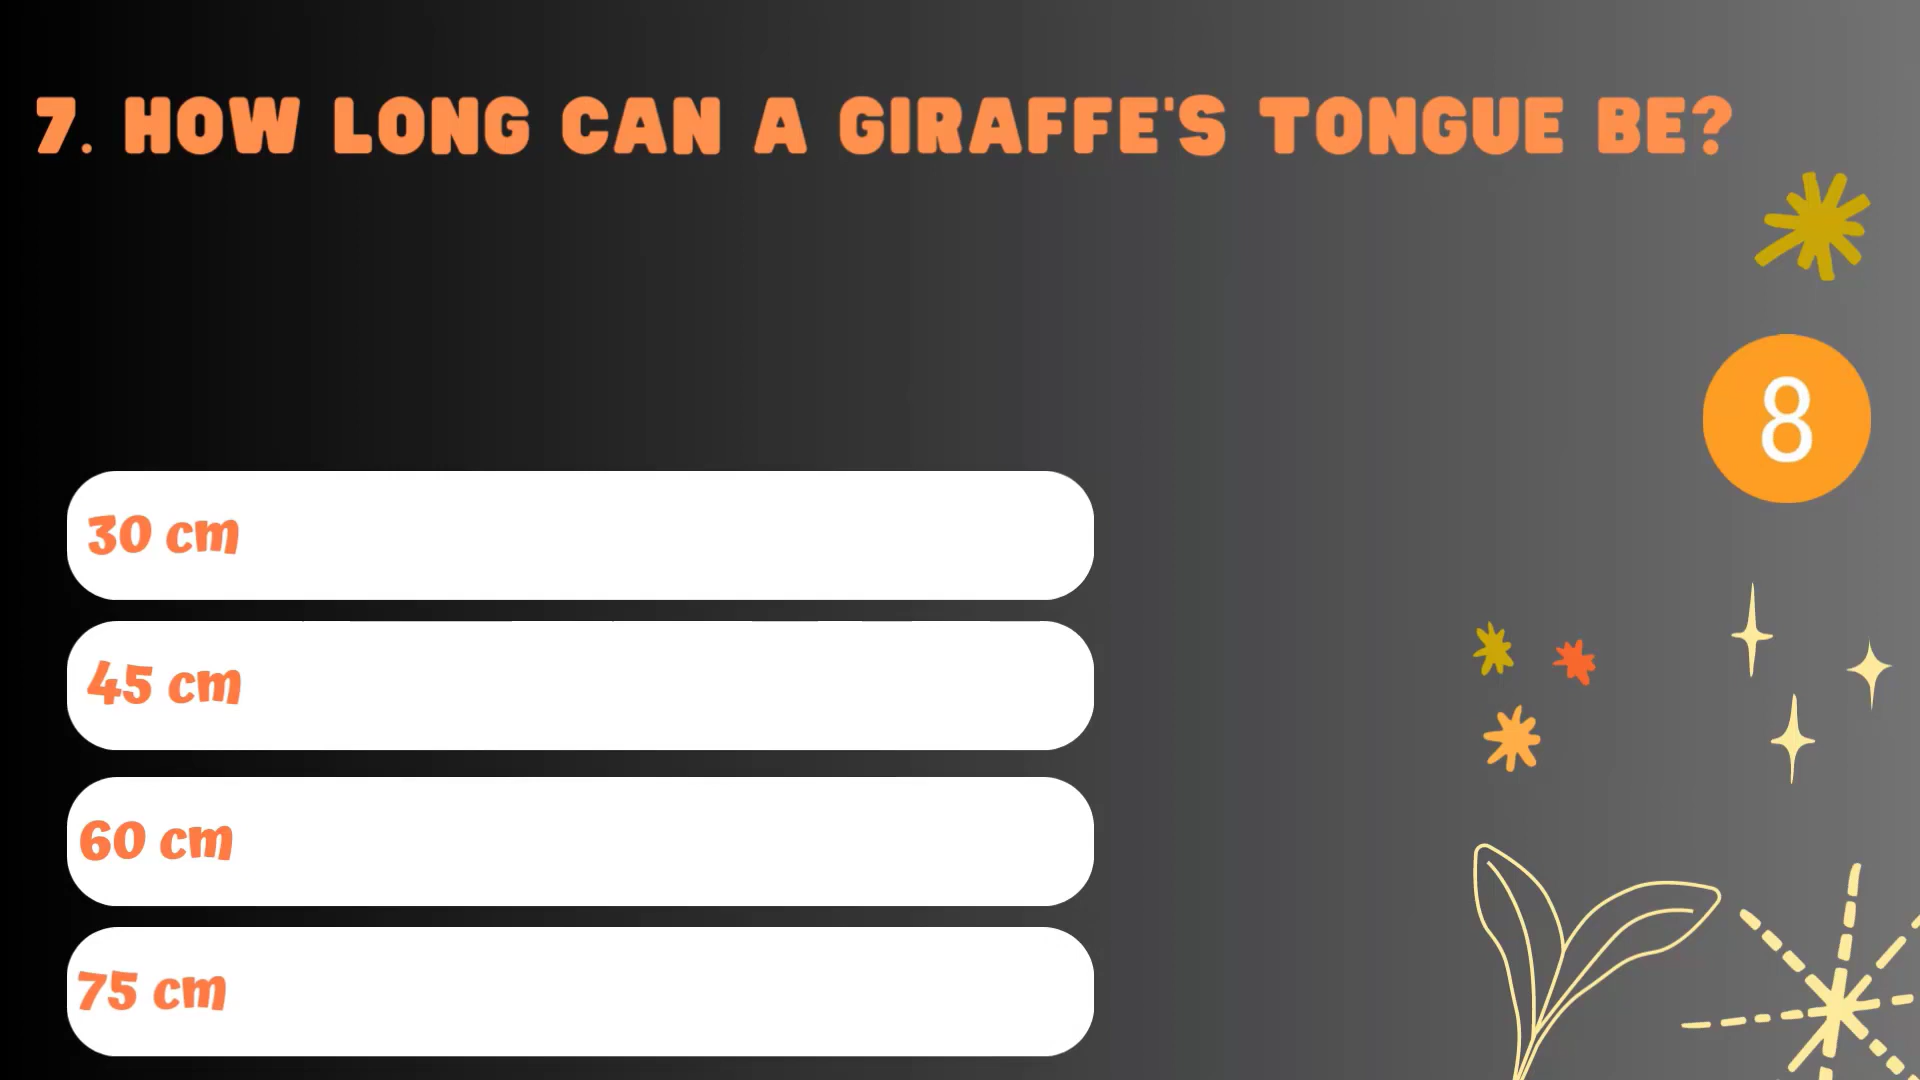 7. HOW LONG CAN A GIRAFFE'S TONGUE BE?
8
30 cm
45 cm
60 cm
75 cm